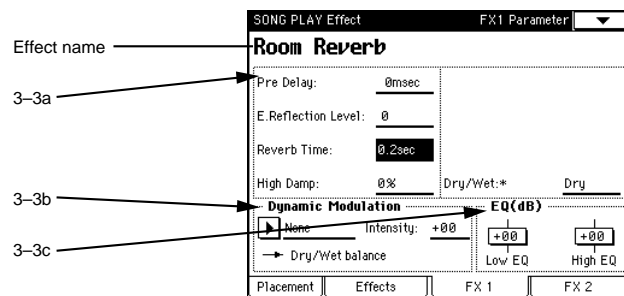 SONG PLAY Effect FX1 Parameter
Effect name
Room Reverb
3–3a
Pre Delay: 0msec
E.Reflection Level: 0
Reverb Time: 0.2sec
High Damp: 0% Dry/Wet:* Dry
3–3b
Dynamic Modulation EQ(dB)
None Intensity: +00 +00 +00
3–3c
→ Dry/Wet balance Low EQ High EQ
Placement Effects FX 1 FX 2